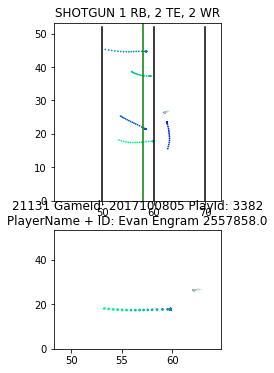 SHOTGUN 1 RB, 2 TE, 2 WR
50
40
30
20
10
0
50 60 70
21131 GameId: 2017100805 PlayId: 3382
PlayerName + ID: Evan Engram 2557858.0
40
20
0
50 55 60